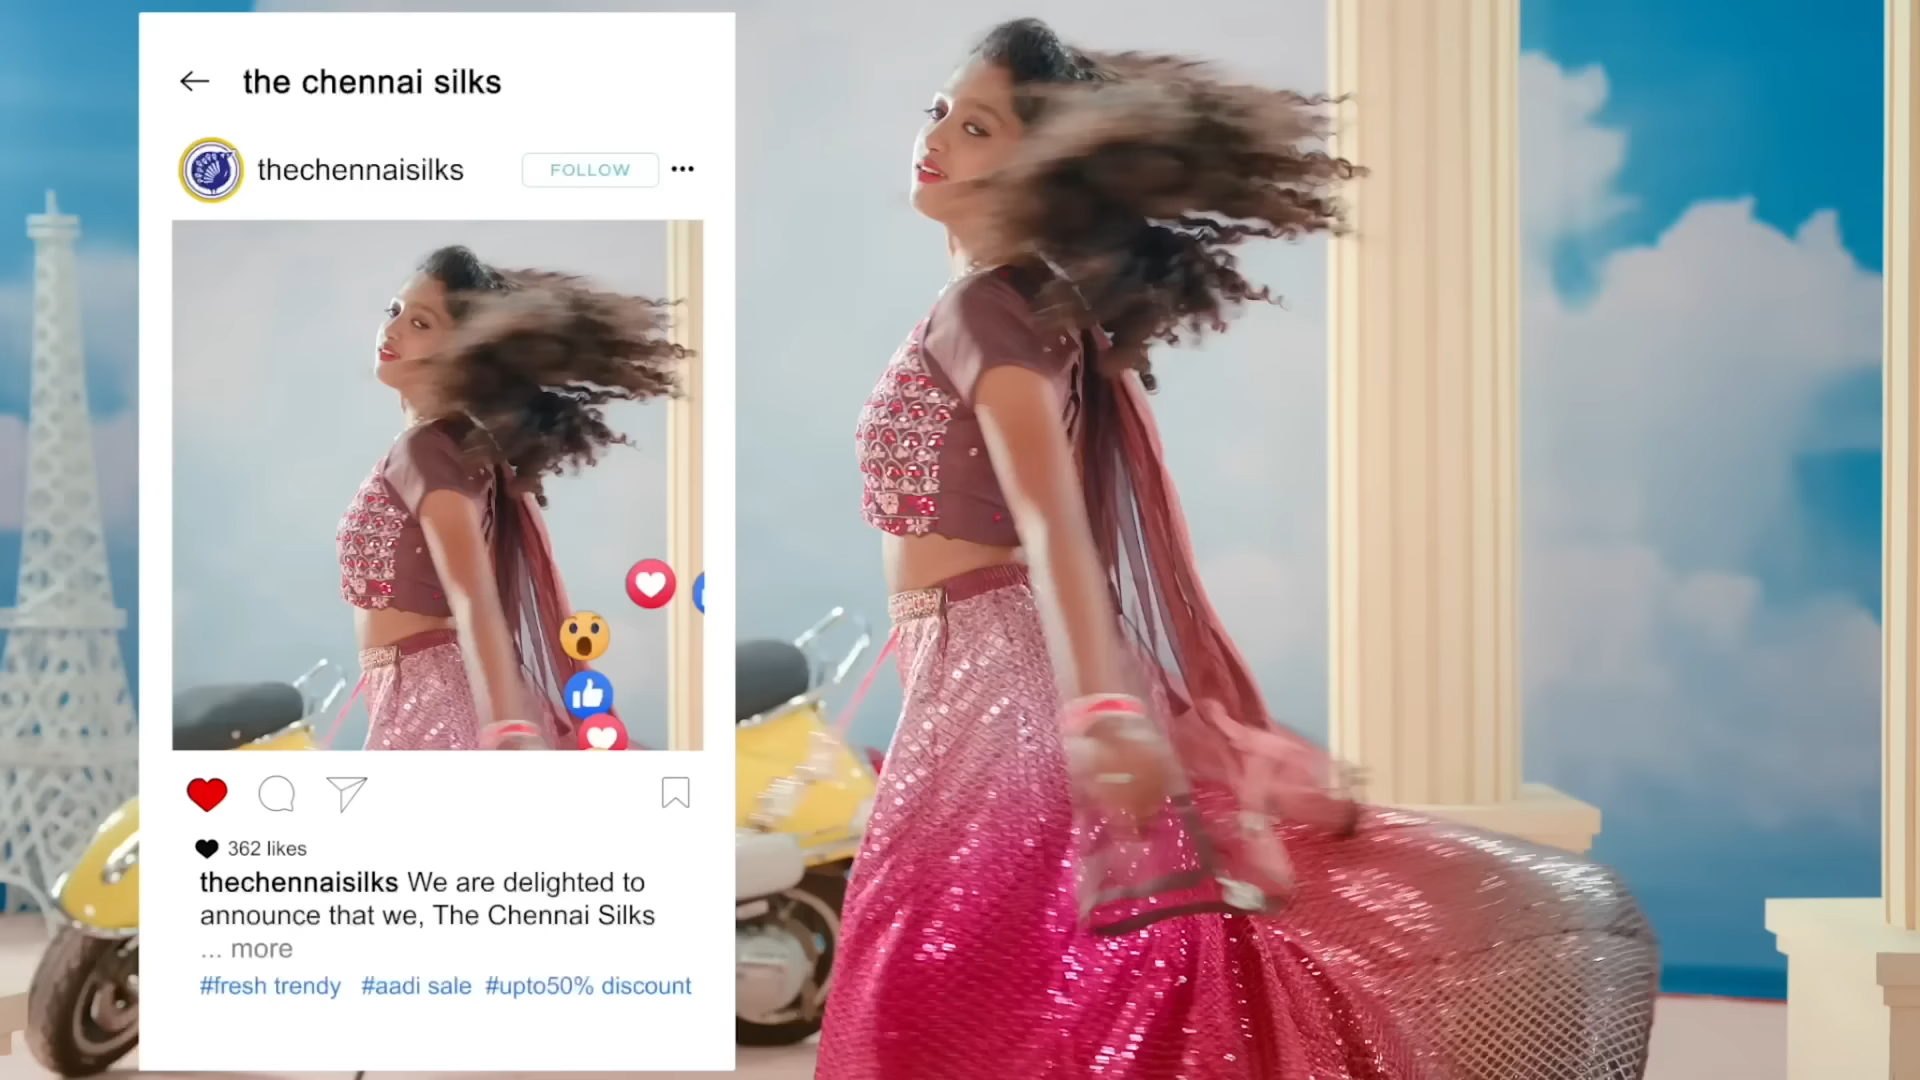 the chennai silks
thechennaisilks
FOLLOW
362 likes
thechennaisilks We are delighted to
announce that we, The Chennai Silks
... more
#fresh trendy #aadi sale #upto50% discount